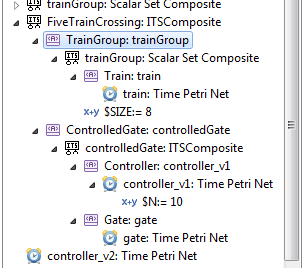 trainGroup: Scalar Set Composite
FiveTrainCrossing: ITSComposite
TrainGroup: trainGroup
trainGroup: Scalar Set Composite
Train: train
train: Time Petri Net
x+y $SIZE:= 8
ControlledGate: controlledGate
controlledGate: ITSComposite
Controller: controller_v1
controller_v1: Time Petri Net
x+y $N:= 10
Gate: gate
gate: Time Petri Net
controller_v2: Time Petri Net